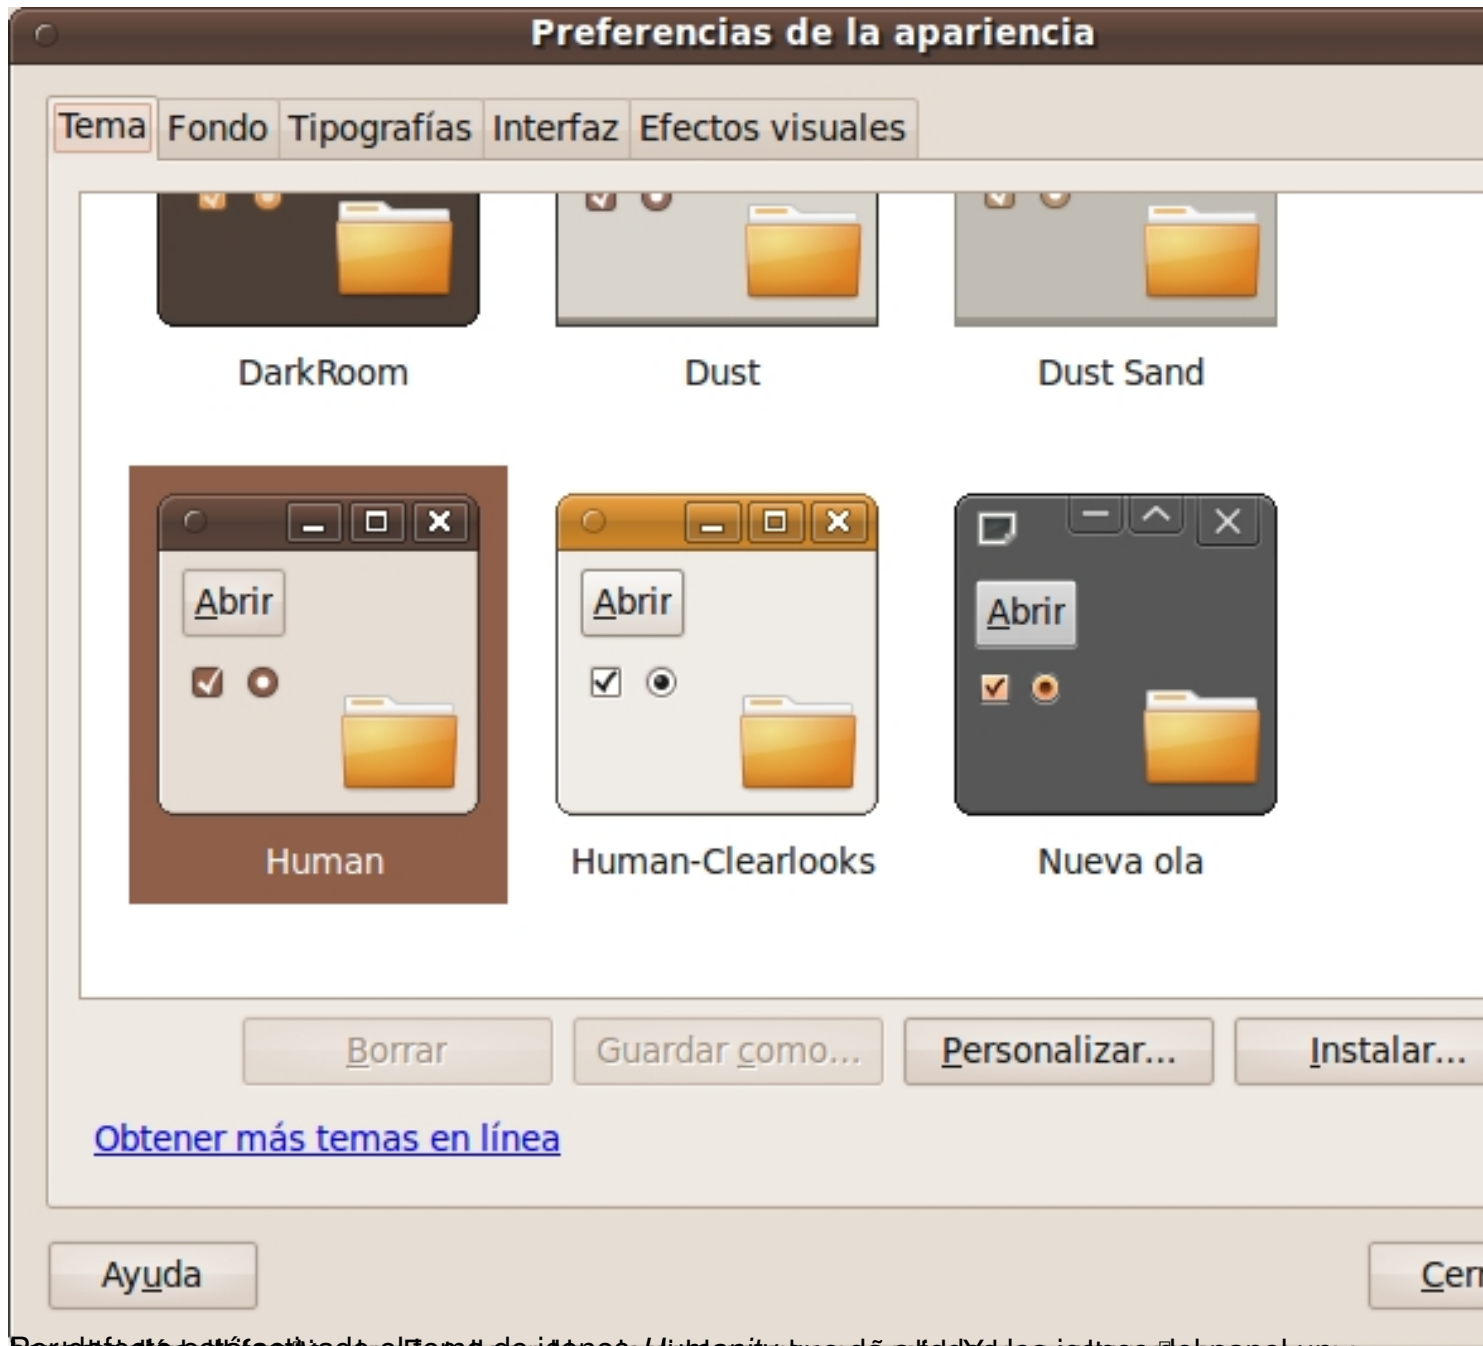 Preferencias de la apariencia
Tema Fondo Tipografías Interfaz Efectos visuales
DarkRoom Dust Dust Sand
Abrir Abrir Abrir
Human Human-Clearlooks Nueva ola
Borrar Guardar como... Personalizar... Instalar...
Obtener más temas en línea
Ayuda Cerr